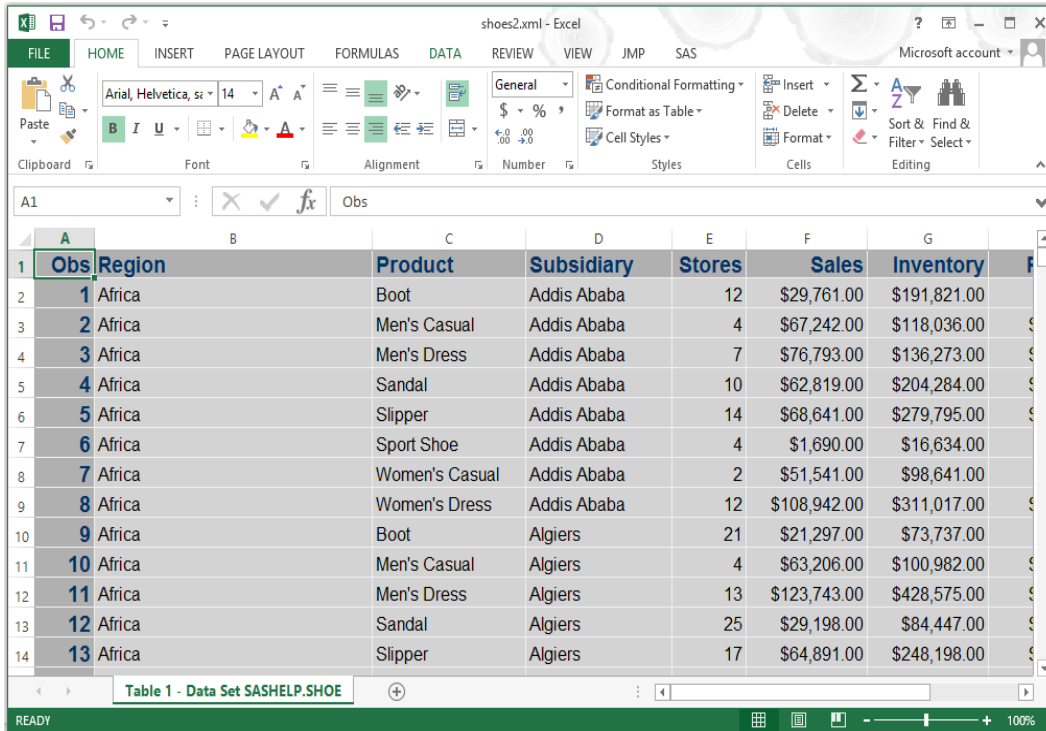 shoes2.xml - Excel
FILE HOME INSERT PAGE LAYOUT FORMULAS DATA REVIEW VIEW JMP SAS Microsoft account
Paste
Arial, Helvetica, sa 14
B I U
General
$ % ,
Conditional Formatting
Format as Table
Cell Styles
Insert
Delete
Format
Sort & Filter
Find & Select
Clipboard Font Alignment Number Styles Cells Editing
A1 fx Obs
A B C D E F G
1 Obs Region Product Subsidiary Stores Sales Inventory
2 1 Africa Boot Addis Ababa 12 $29,761.00 $191,821.00
3 2 Africa Men's Casual Addis Ababa 4 $67,242.00 $118,036.00
4 3 Africa Men's Dress Addis Ababa 7 $76,793.00 $136,273.00
5 4 Africa Sandal Addis Ababa 10 $62,819.00 $204,284.00
6 5 Africa Slipper Addis Ababa 14 $68,641.00 $279,795.00
7 6 Africa Sport Shoe Addis Ababa 4 $1,690.00 $16,634.00
8 7 Africa Women's Casual Addis Ababa 2 $51,541.00 $98,641.00
9 8 Africa Women's Dress Addis Ababa 12 $108,942.00 $311,017.00
10 9 Africa Boot Algiers 21 $21,297.00 $73,737.00
11 10 Africa Men's Casual Algiers 4 $63,206.00 $100,982.00
12 11 Africa Men's Dress Algiers 13 $123,743.00 $428,575.00
13 12 Africa Sandal Algiers 25 $29,198.00 $84,447.00
14 13 Africa Slipper Algiers 17 $64,891.00 $248,198.00
Table 1 - Data Set SASHELP.SHOE
READY 100%